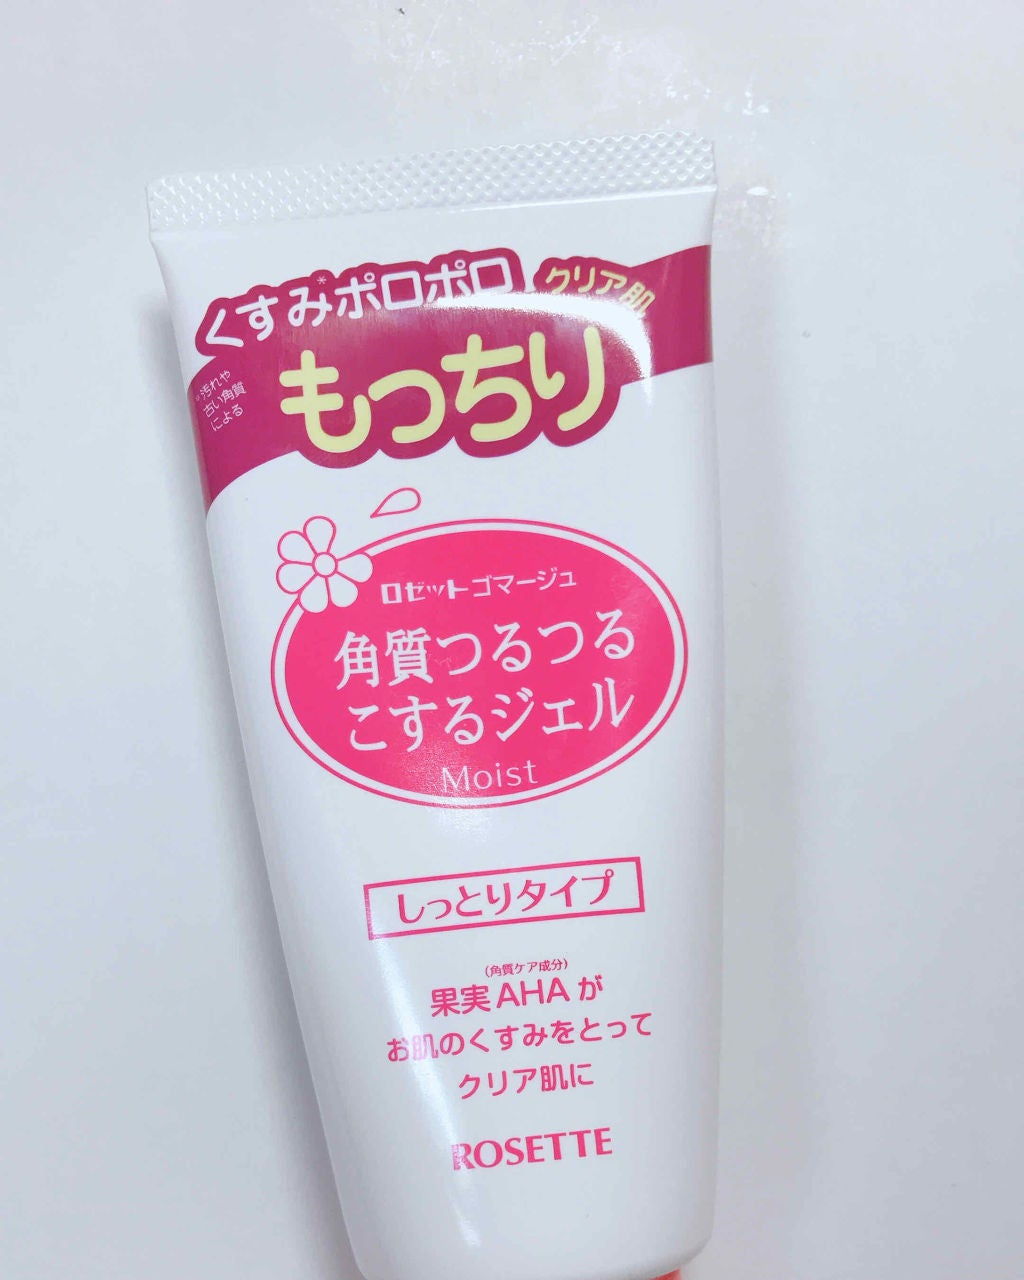 くすみ*ポロポロ
クリア肌
もっちり
*汚れや
古い角質
による
ロゼットゴマージュ
角質つるつる
こするジェル
Moist
しっとりタイプ
(角質ケア成分)
果実AHAが
お肌のくすみをとって
クリア肌に
ROSETTE